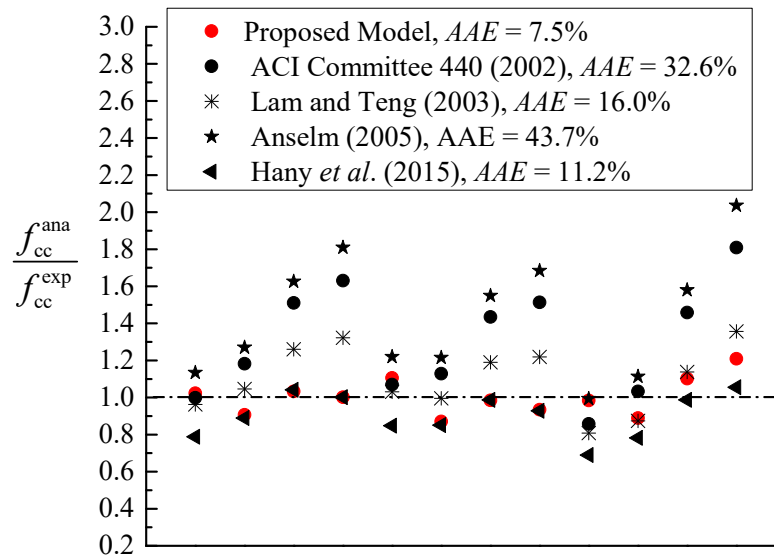 3.0
2.8
2.6
2.4
2.2
2.0
1.8
1.6
1.4
1.2
1.0
0.8
0.6
0.4
0.2
f_cc^ana
f_cc^exp
Proposed Model, AAE = 7.5%
ACI Committee 440 (2002), AAE = 32.6%
Lam and Teng (2003), AAE = 16.0%
Anselm (2005), AAE = 43.7%
Hany et al. (2015), AAE = 11.2%